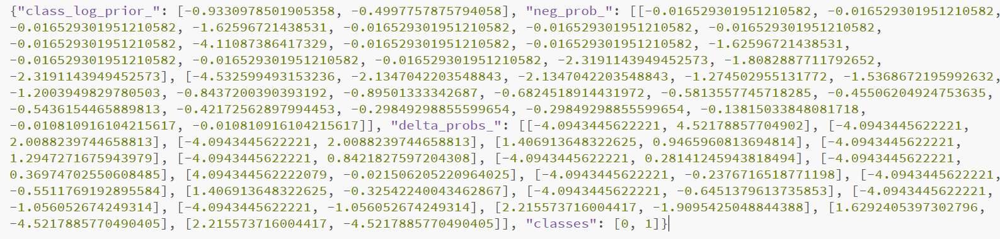 {"class_log_prior_": [-0.9330978501905358, -0.4997757875794058], "neg_prob_": [[-0.016529301951210582, -0.016529301951210582,
-0.016529301951210582, -1.62596721438531, -0.016529301951210582, -0.016529301951210582, -0.016529301951210582,
-0.016529301951210582, -4.11087386417329, -0.016529301951210582, -0.016529301951210582, -1.62596721438531,
-0.016529301951210582, -0.016529301951210582, -0.016529301951210582, -2.3191143949452573, -1.8082887711792652,
-2.3191143949452573], [-4.532599493153236, -2.1347042203548843, -2.1347042203548843, -1.274502955131772, -1.5368672195992632,
-1.2003949829780503, -0.8437200390393192, -0.89501333342687, -0.6824518914431972, -0.5813557745718285, -0.45506204924753635,
-0.5436154465889813, -0.42172562897994453, -0.29849298855599654, -0.29849298855599654, -0.13815033848081718,
-0.010810916104215617, -0.010810916104215617]], "delta_probs_": [[-4.0943445622221, 4.52178857704902], [-4.0943445622221,
2.0088239744658813], [-4.0943445622221, 2.0088239744658813], [1.406913648322625, 0.9465960813694814], [-4.0943445622221,
1.2947271675943979], [-4.0943445622221, 0.8421827597204308], [-4.0943445622221, 0.28141245943818494], [-4.0943445622221,
0.36974702550608485], [4.0943445622222079, -0.021506205220964025], [-4.0943445622221, -0.2376716518771198], [-4.0943445622221,
-0.5511769192895584], [1.406913648322625, -0.32542240043462867], [-4.0943445622221, -0.6451379613735853], [-4.0943445622221,
-1.056052674249314], [-4.0943445622221, -1.056052674249314], [2.215573716004417, -1.9095425048844388], [1.6292405397302796,
-4.5217885770490405], [2.215573716004417, -4.5217885770490405]], "classes": [0, 1]}